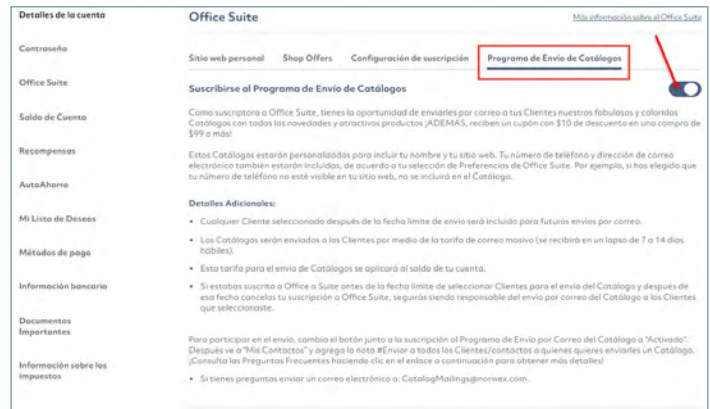 Detalles de la cuenta
Contraseña
Office Suite
Saldo de Cuenta
Recompensas
AutoAhorro
Mi Lista de Deseos
Métodos de pago
Información bancaria
Documentos
Importantes
Información sobre los
impuestos
Office Suite
Más información sobre el Office Suite
Sitio web personal
Shop Offers
Configuración de suscripción
Programa de Envío de Catálogos
Suscribirse al Programa de Envío de Catálogos
Como suscriptora a Office Suite, tienes la oportunidad de enviarles por correo a tus Clientes nuestros fabulosos y coloridos
Catálogos con todas las novedades y atractivos productos ¡ADEMÁS, reciben un cupón con $10 de descuento en una compra de
$99 o más!
Estos Catálogos estarán personalizados para incluir tu nombre y tu sitio web. Tu número de teléfono y dirección de correo
electrónico también estarán incluidas, de acuerdo a tu selección de Preferencias de Office Suite. Por ejemplo, si has elegido que
tu número de teléfono no esté visible en tu sitio web, no se incluirá en el Catálogo.
Detalles Adicionales:
• Cualquier Cliente seleccionado después de la fecha límite de envío será incluido para futuros envíos por correo.
• Los Catálogos serán enviados a los Clientes por medio de la tarifa de correo masivo (se recibirá en un lapso de 7 a 14 días
hábiles).
• Esta tarifa para el envío de Catálogos se aplicará al saldo de tu cuenta.
• Si estabas suscrita a Office a Suite antes de la fecha límite de seleccionar Clientes para el envío del Catálogo y después de
esa fecha cancelas tu suscripción a Office Suite, seguirás siendo responsable del envío por correo del Catálogo a los Clientes
que seleccionaste.
Para participar en el envío, cambia el botón junto a la suscripción al Programa de Envío por Correo del Catálogo a "Activado".
Después ve a "Mis Contactos" y agrega la nota #Enviar a todos los Clientes/contactos a quienes quieres enviarles un Catálogo.
¡Consulta las Preguntas Frecuentes haciendo clic en el enlace a continuación para obtener más detalles!
• Si tienes preguntas enviar un correo electrónico a: CatalogMailings@norwex.com.